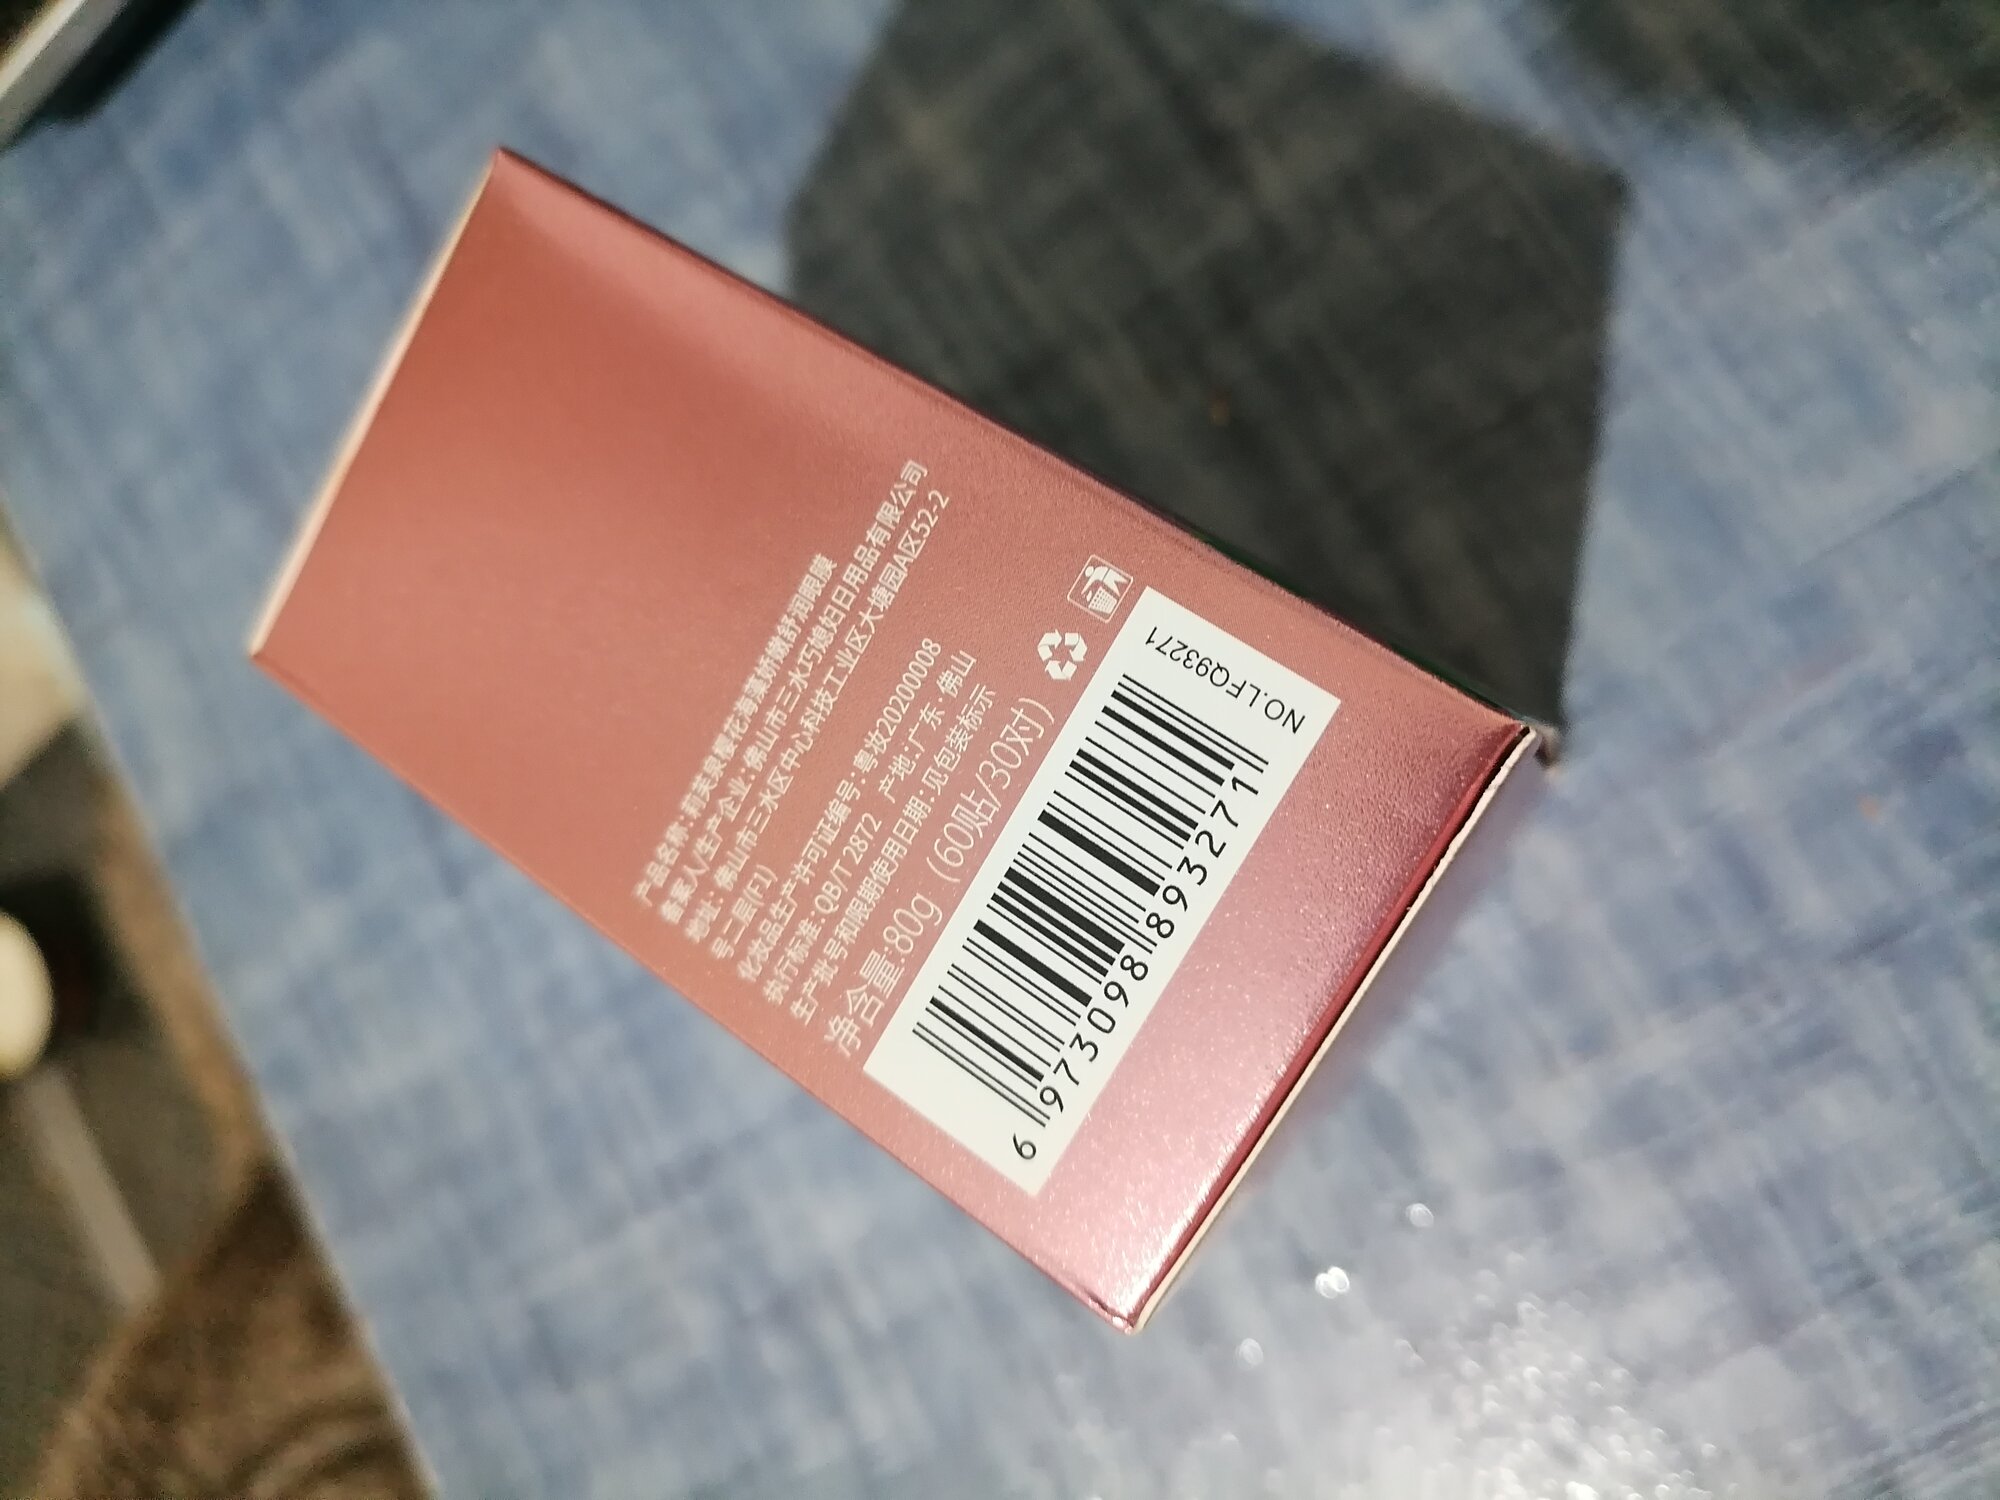 产品名称:莉芙泉樱花海藻娇嫩舒润眼膜
备案人/生产企业:佛山市三水巧媳妇日用品有限公司
地址:佛山市三水区中心科技工业区大塘园A区52-2
号二层(F1)
化妆品生产许可证编号:粤妆20200008
执行标准:QB/T 2872 产地:广东·佛山
生产批号和限期使用日期:见包装标示
净含量:80g(60贴/30对)
NO.LFQ93271
6 973098 893271